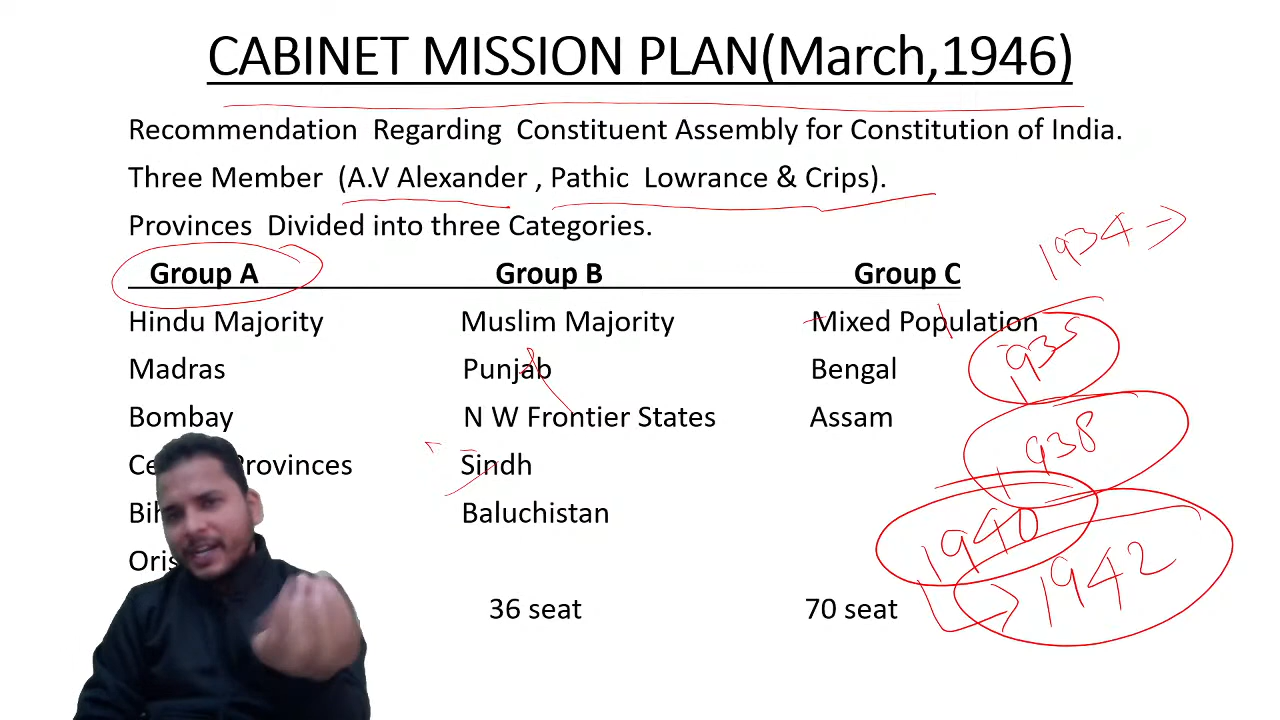 CABINET MISSION PLAN(March,1946)
Recommendation Regarding Constituent Assembly for Constitution of India.
Three Member (A.V Alexander , Pathic Lowrance & Crips).
Provinces Divided into three Categories.
1934
Group A Group B Group C
Hindu Majority Muslim Majority Mixed Population
1935
Madras Punjab Bengal
Bombay N W Frontier States Assam
1938
Provinces Sindh
Baluchistan
1940
1942
36 seat 70 seat